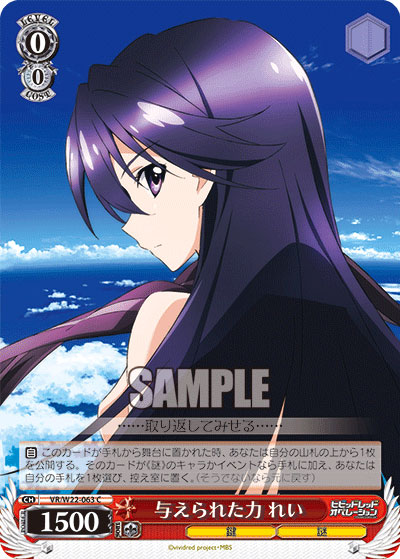 LEVEL
0
0
COST
SAMPLE
……取り返してみせる……
このカードが手札から舞台に置かれた時、あなたは自分の山札の上から1枚
を公開する。そのカードが《謎》のキャラかイベントなら手札に加え、あなたは
自分の手札を1枚選び、控え室に置く。(そうでないなら元に戻す)
CH
VR/W22-063 C
1500
与えられた力 れい
ビビッドレッド・
オペレーション
鍵
謎
©vividred project・MBS